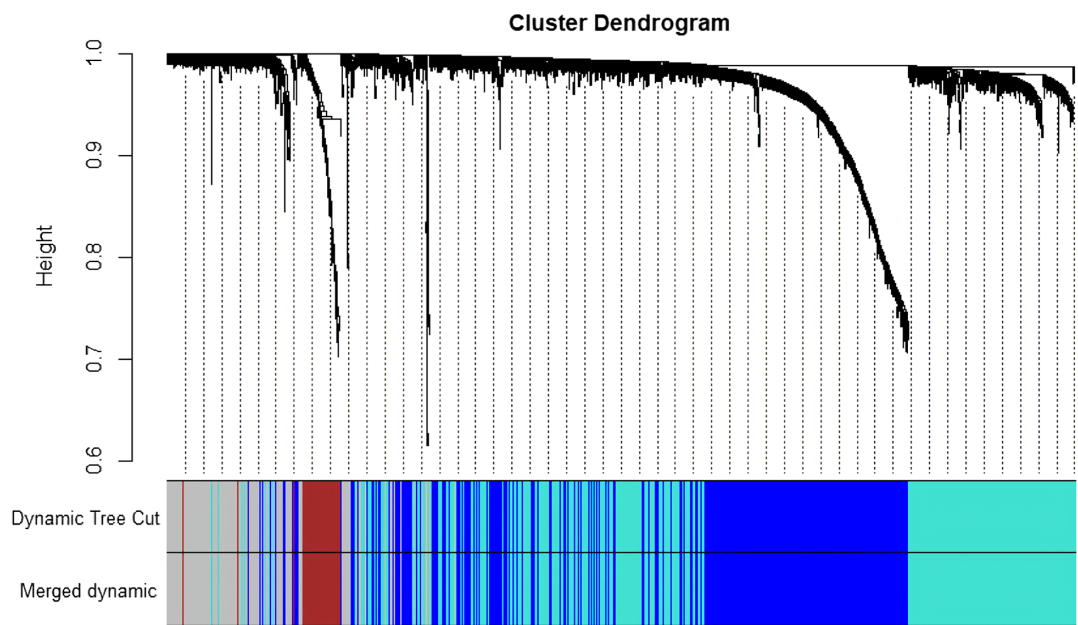 Cluster Dendrogram
Height
1.0
0.9
0.8
0.7
0.6
Dynamic Tree Cut
Merged dynamic